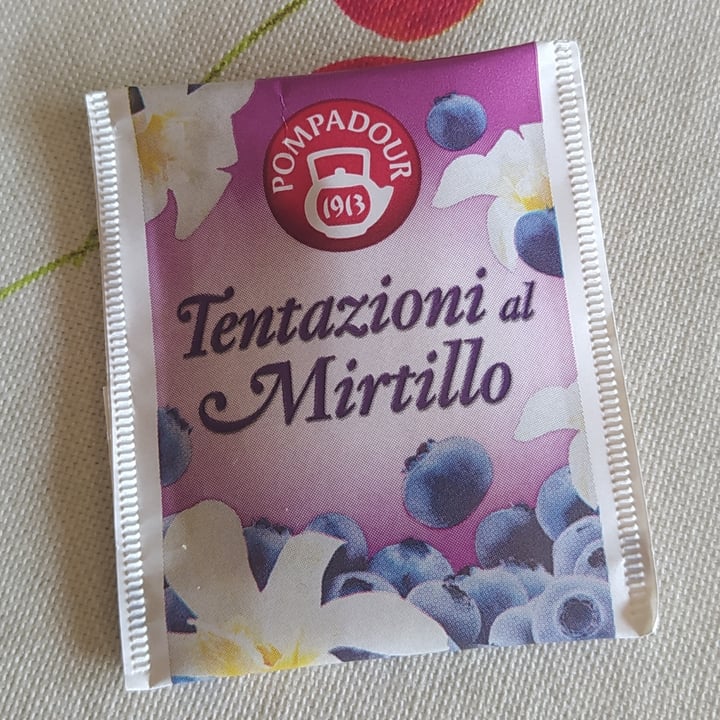 POMPADOUR
1913
Tentazioni al
Mirtillo